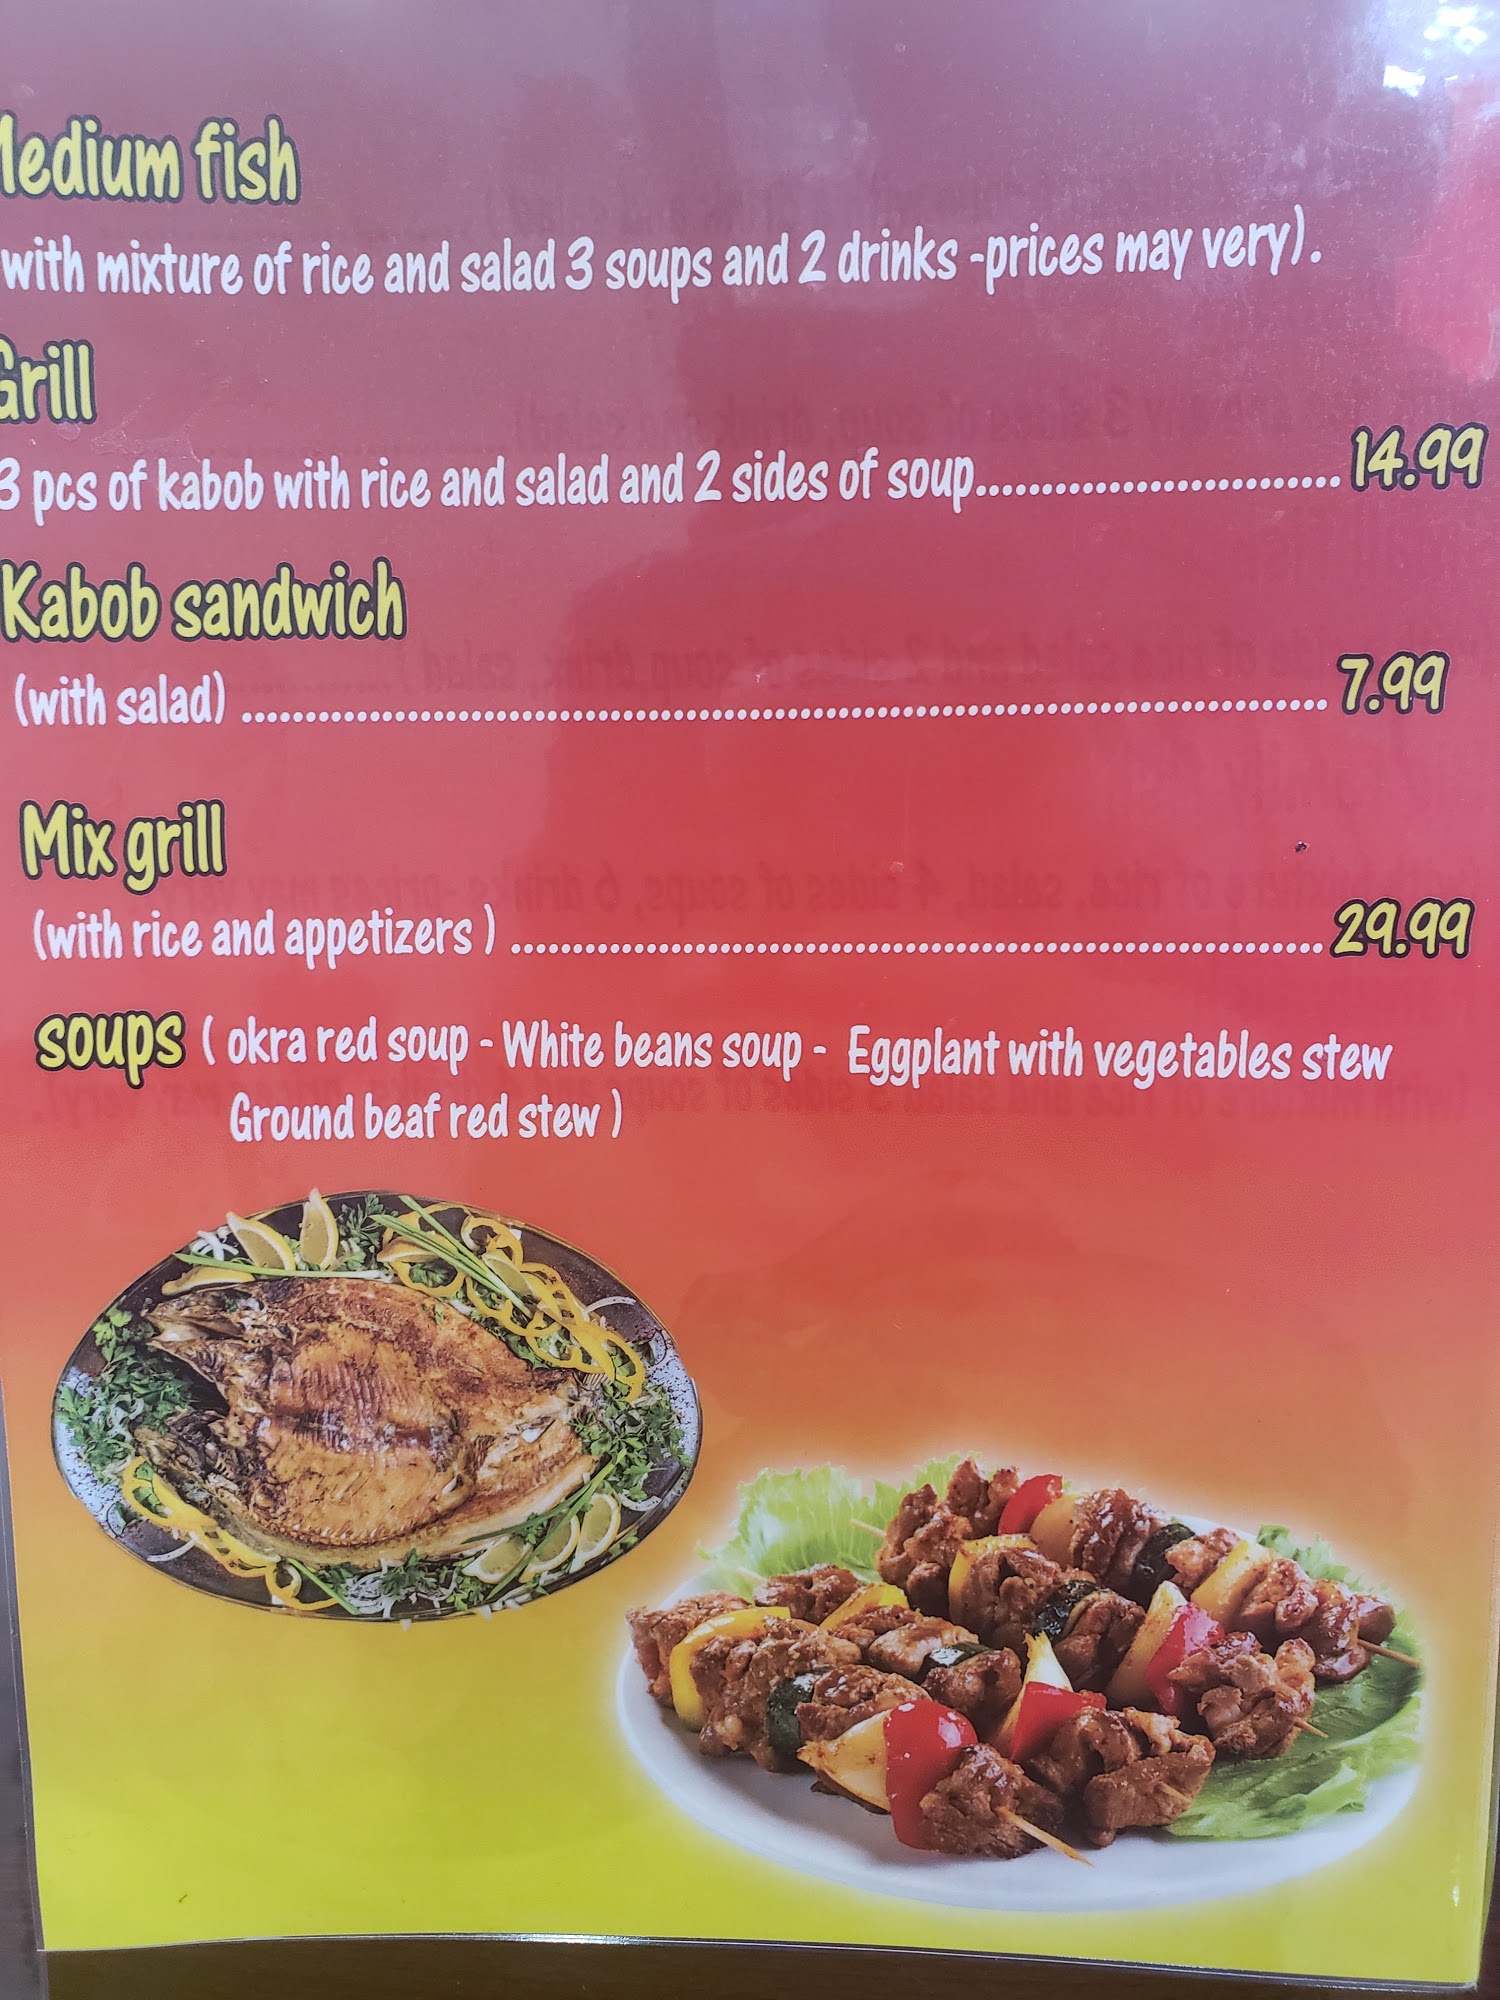 Medium fish
(with mixture of rice and salad 3 soups and 2 drinks -prices may very).
Grill
3 pcs of kabob with rice and salad and 2 sides of soup............................ 14.99
Kabob sandwich
(with salad) .................................................................................... 7.99
Mix grill
(with rice and appetizers ) ................................................................ 29.99
soups ( okra red soup - White beans soup - Eggplant with vegetables stew
Ground beaf red stew )